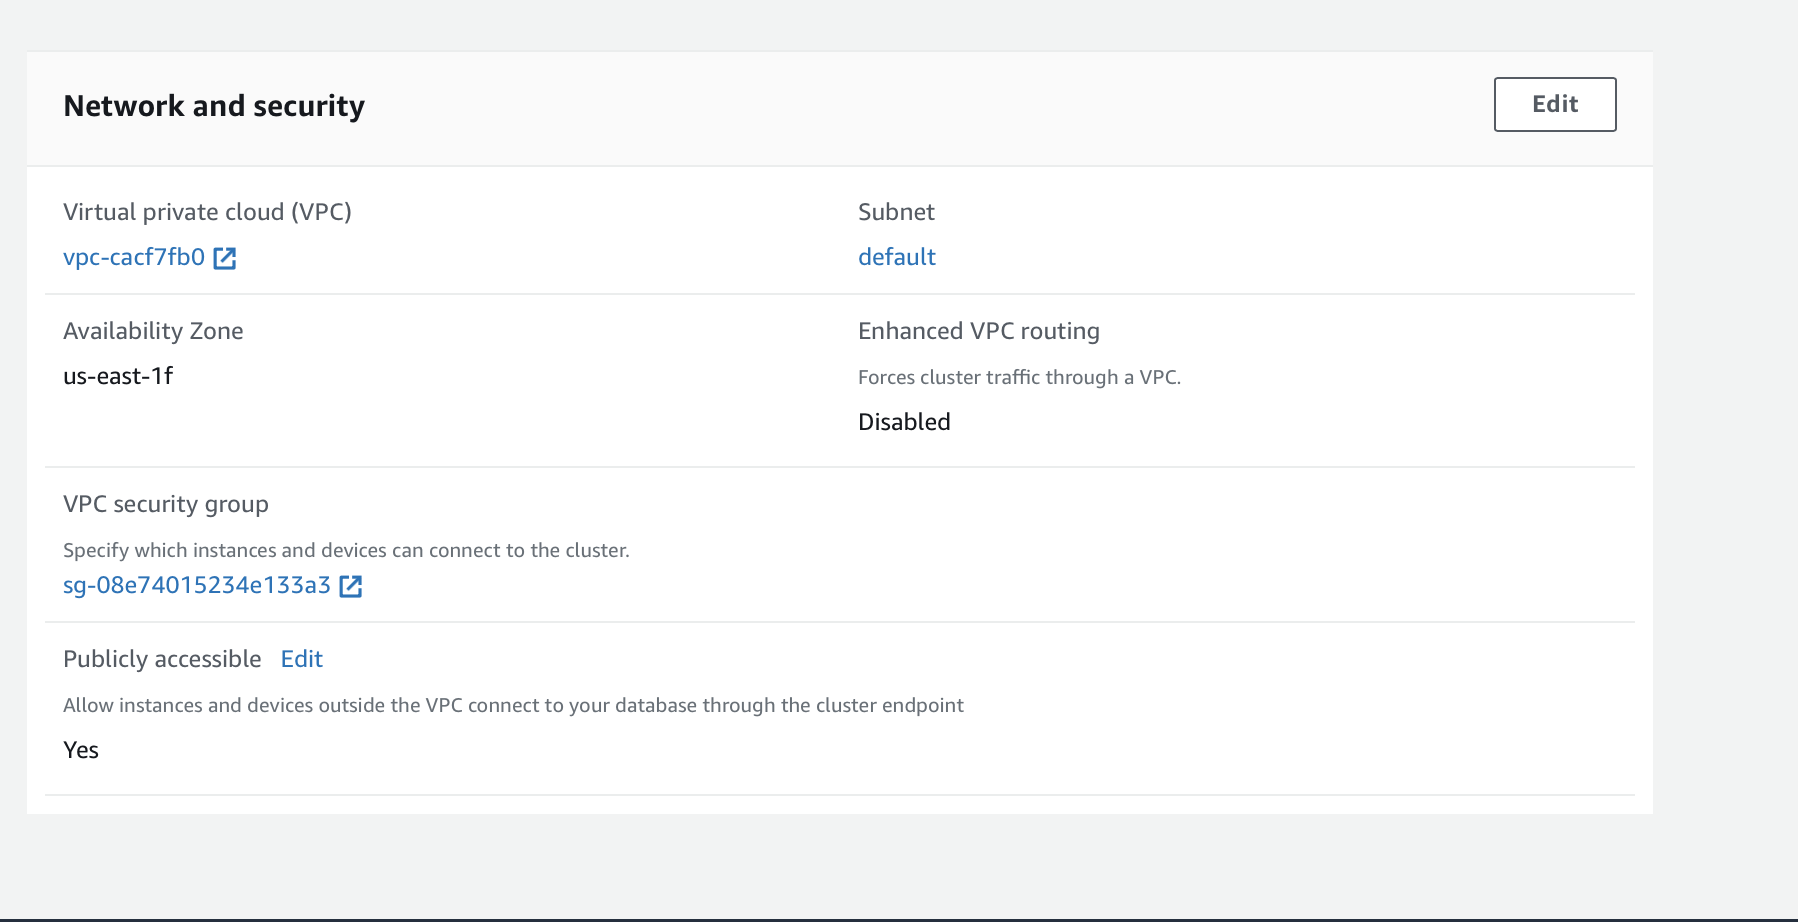 Network and security
Edit
Virtual private cloud (VPC)
Subnet
vpc-cacf7fb0
default
Availability Zone
Enhanced VPC routing
us-east-1f
Forces cluster traffic through a VPC.
Disabled
VPC security group
Specify which instances and devices can connect to the cluster.
sg-08e74015234e133a3
Publicly accessible Edit
Allow instances and devices outside the VPC connect to your database through the cluster endpoint
Yes